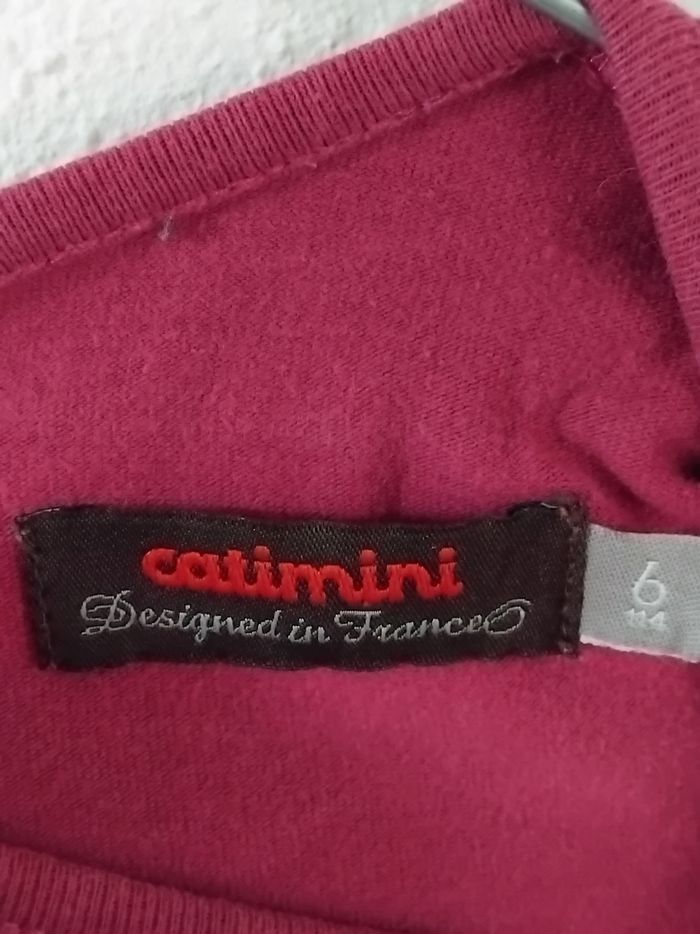 catimini
Designed in France
6
114